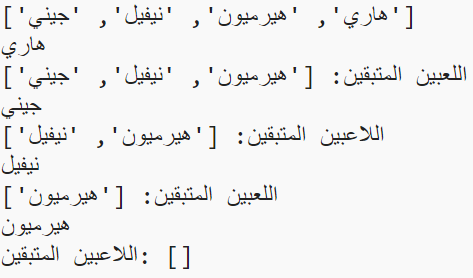 ['هاري', 'هيرميون', 'نيفيل', 'جيني']
هاري
اللعبين المتبقين: ['هيرميون', 'نيفيل', 'جيني']
جيني
اللاعبين المتبقين: ['هيرميون', 'نيفيل']
نيفيل
اللعبين المتبقين: ['هيرميون']
هيرميون
اللاعبين المتبقين: []